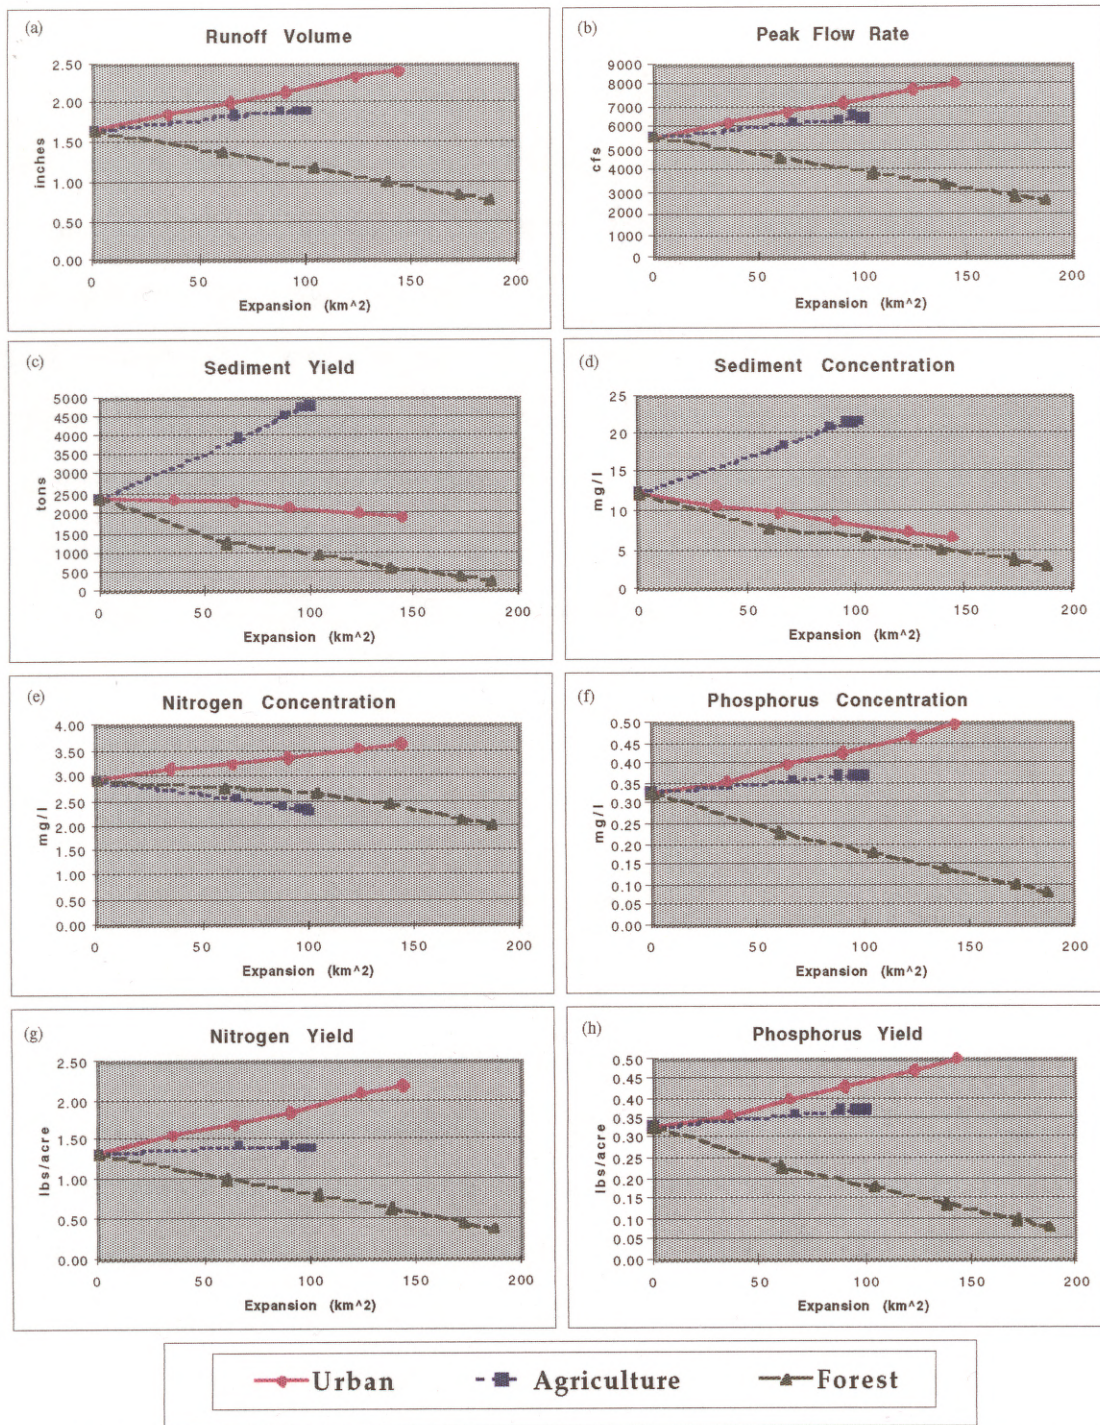 (a)
Runoff Volume
2.50
2.00
1.50
1.00
0.50
0.00
inches
0 50 100 150 200
Expansion (km^2)
(b)
Peak Flow Rate
9000
8000
7000
6000
5000
4000
3000
2000
1000
0
cfs
0 50 100 150 200
Expansion (km^2)
(c)
Sediment Yield
5000
4500
4000
3500
3000
2500
2000
1500
1000
500
0
tons
0 50 100 150 200
Expansion (km^2)
(d)
Sediment Concentration
25
20
15
10
5
0
mg/l
0 50 100 150 200
Expansion (km^2)
(e)
Nitrogen Concentration
4.00
3.50
3.00
2.50
2.00
1.50
1.00
0.50
0.00
mg/l
0 50 100 150 200
Expansion (km^2)
(f)
Phosphorus Concentration
0.50
0.45
0.40
0.35
0.30
0.25
0.20
0.15
0.10
0.05
0.00
mg/l
0 50 100 150 200
Expansion (km^2)
(g)
Nitrogen Yield
2.50
2.00
1.50
1.00
0.50
0.00
lbs/acre
0 50 100 150 200
Expansion (km^2)
(h)
Phosphorus Yield
0.50
0.45
0.40
0.35
0.30
0.25
0.20
0.15
0.10
0.05
0.00
lbs/acre
0 50 100 150 200
Expansion (km^2)
Urban Agriculture Forest